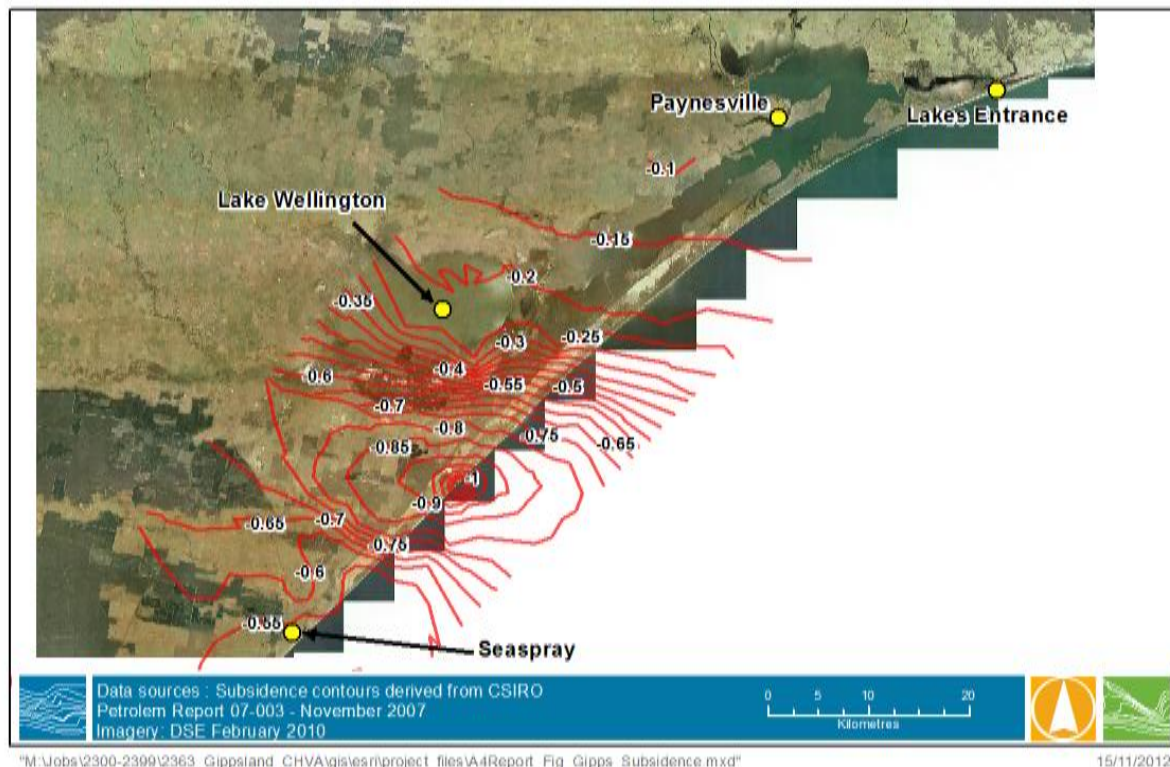 Paynesville
Lakes Entrance
-0.1
Lake Wellington
-0.15
-0.2
-0.35
-0.3
-0.25
-0.4
-0.6
-0.55
-0.5
-0.7
-0.8
-0.75
-0.65
-0.85
-1
-0.9
-0.65
-0.7
-0.75
-0.6
-0.55
Seaspray
Data sources : Subsidence contours derived from CSIRO
Petrolem Report 07-003 - November 2007
Imagery: DSE February 2010
0 5 10 20
Kilometres
"M:\Jobs\2300-2399\2363_Gippsland_CHVA\gis\esri\project_files\A4Report_Fig_Gipps_Subsidence.mxd"
15/11/2012